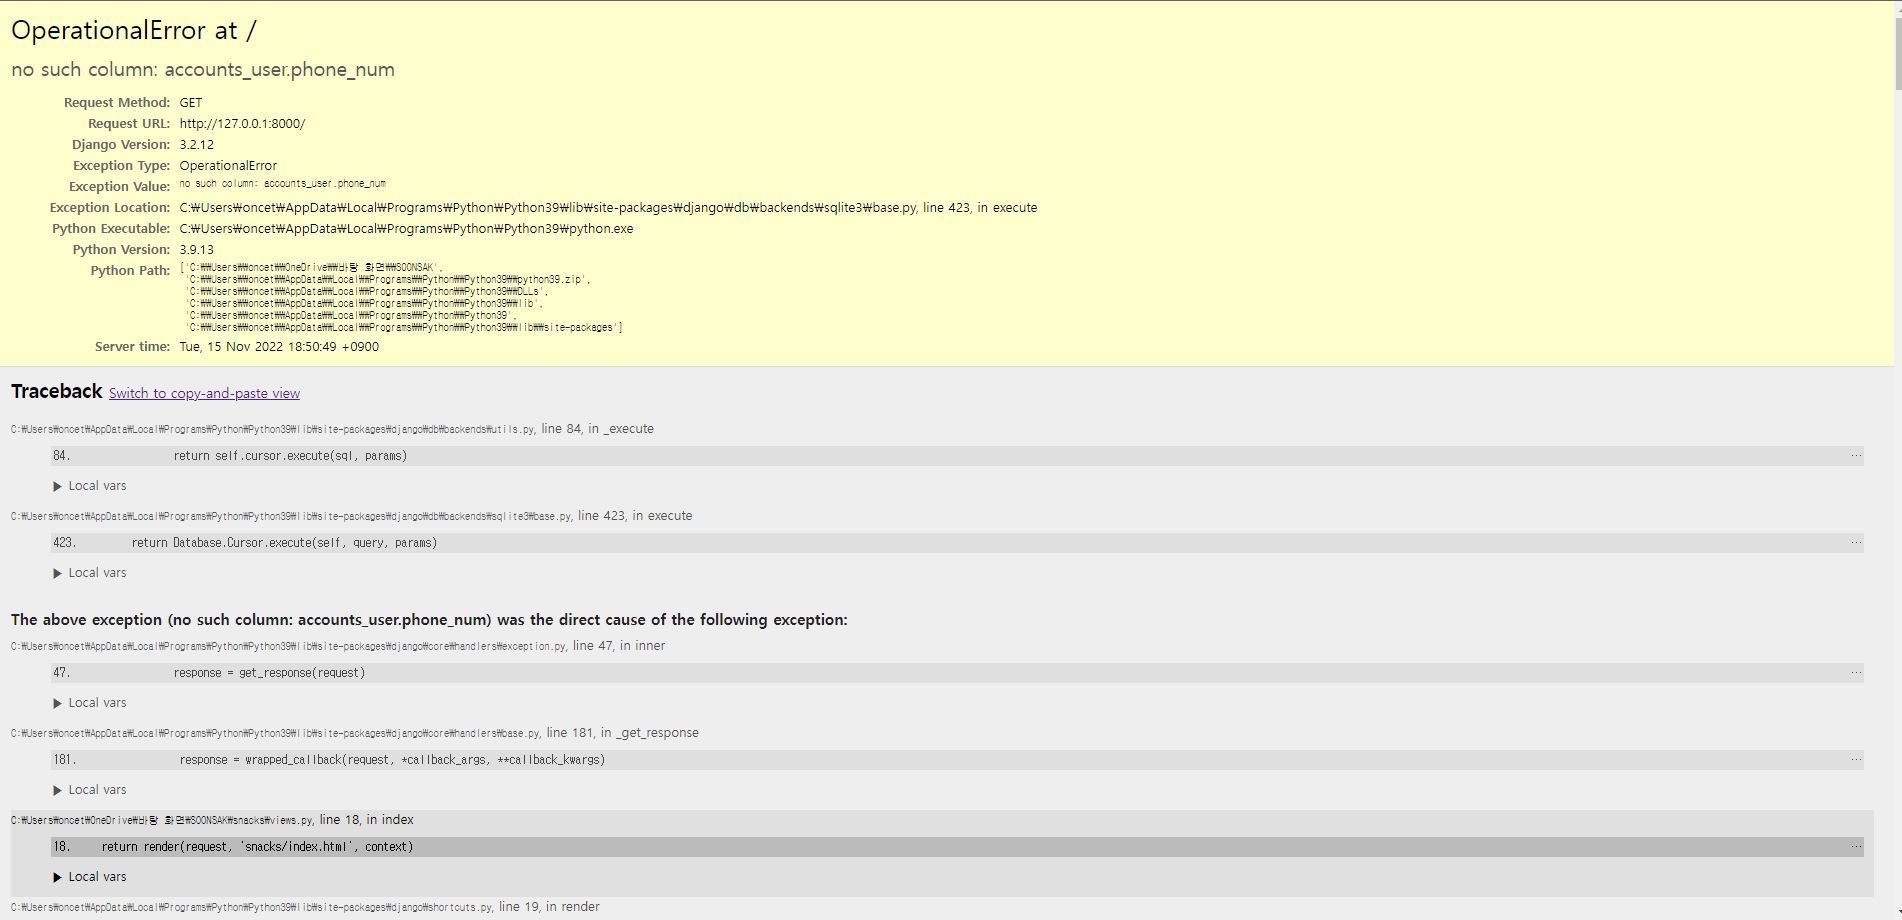 OperationalError at /
no such column: accounts_user.phone_num
Request Method: GET
Request URL: http://127.0.0.1:8000/
Django Version: 3.2.12
Exception Type: OperationalError
Exception Value: no such column: accounts_user.phone_num
Exception Location: C:₩Users₩oncet₩AppData₩Local₩Programs₩Python₩Python39₩lib₩site-packages₩django₩db₩backends₩sqlite3₩base.py, line 423, in execute
Python Executable: C:₩Users₩oncet₩AppData₩Local₩Programs₩Python₩Python39₩python.exe
Python Version: 3.9.13
Python Path: ['C:₩₩Users₩₩oncet₩₩OneDrive₩₩바탕 화면₩₩SOONSAK',
'C:₩₩Users₩₩oncet₩₩AppData₩₩Local₩₩Programs₩₩Python₩₩Python39₩₩python39.zip',
'C:₩₩Users₩₩oncet₩₩AppData₩₩Local₩₩Programs₩₩Python₩₩Python39₩₩DLLs',
'C:₩₩Users₩₩oncet₩₩AppData₩₩Local₩₩Programs₩₩Python₩₩Python39₩₩lib',
'C:₩₩Users₩₩oncet₩₩AppData₩₩Local₩₩Programs₩₩Python₩₩Python39',
'C:₩₩Users₩₩oncet₩₩AppData₩₩Local₩₩Programs₩₩Python₩₩Python39₩₩lib₩₩site-packages']
Server time: Tue, 15 Nov 2022 18:50:49 +0900
Traceback Switch to copy-and-paste view
C:₩Users₩oncet₩AppData₩Local₩Programs₩Python₩Python39₩lib₩site-packages₩django₩db₩backends₩utils.py, line 84, in _execute
84. return self.cursor.execute(sql, params) …
▶ Local vars
C:₩Users₩oncet₩AppData₩Local₩Programs₩Python₩Python39₩lib₩site-packages₩django₩db₩backends₩sqlite3₩base.py, line 423, in execute
423. return Database.Cursor.execute(self, query, params) …
▶ Local vars
The above exception (no such column: accounts_user.phone_num) was the direct cause of the following exception:
C:₩Users₩oncet₩AppData₩Local₩Programs₩Python₩Python39₩lib₩site-packages₩django₩core₩handlers₩exception.py, line 47, in inner
47. response = get_response(request) …
▶ Local vars
C:₩Users₩oncet₩AppData₩Local₩Programs₩Python₩Python39₩lib₩site-packages₩django₩core₩handlers₩base.py, line 181, in _get_response
181. response = wrapped_callback(request, *callback_args, **callback_kwargs) …
▶ Local vars
C:₩Users₩oncet₩OneDrive₩바탕 화면₩SOONSAK₩snacks₩views.py, line 18, in index
18. return render(request, 'snacks/index.html', context) …
▶ Local vars
C:₩Users₩oncet₩AppData₩Local₩Programs₩Python₩Python39₩lib₩site-packages₩django₩shortcuts.py, line 19, in render